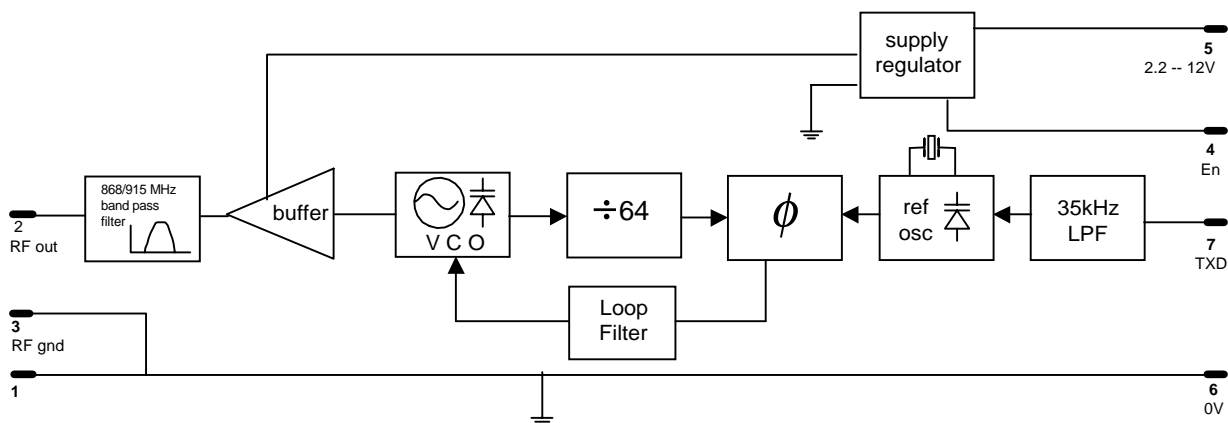 supply
regulator
5
2.2 -- 12V
4
En
868/915 MHz
band pass
filter
buffer
V C O
÷64
ϕ
ref
osc
35kHz
LPF
2
RF out
7
TXD
Loop
Filter
3
RF gnd
1
6
0V